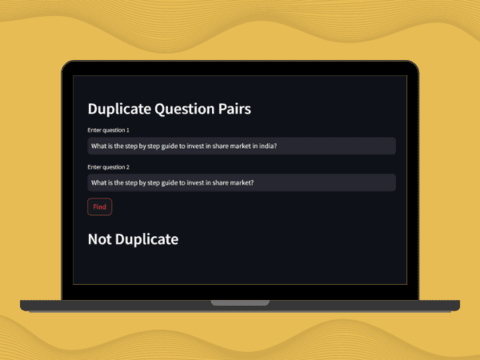 Duplicate Question Pairs
Enter question 1
What is the step by step guide to invest in share market in india?
Enter question 2
What is the step by step guide to invest in share market?
Find
Not Duplicate